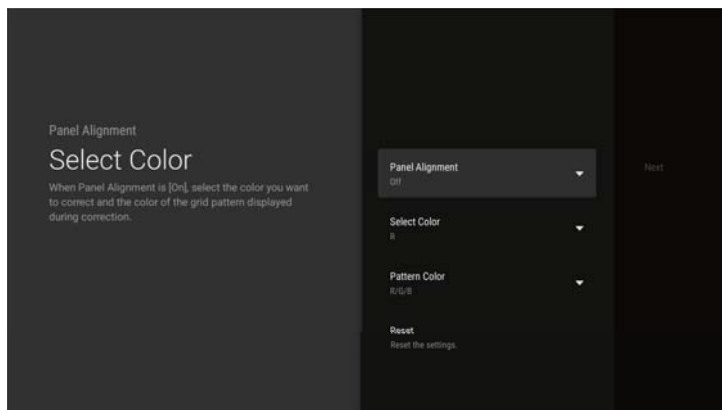 Panel Alignment
Select Color
When Panel Alignment is [On], select the color you want
to correct and the color of the grid pattern displayed
during correction.
Panel Alignment
Off
Select Color
R
Pattern Color
R/G/B
Reset
Reset the settings.
Next